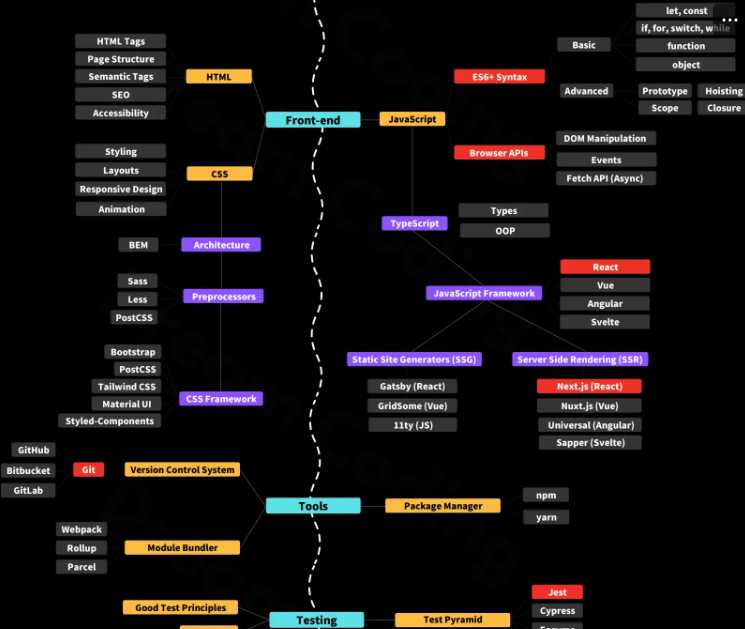 HTML Tags
Page Structure
Semantic Tags
SEO
Accessibility
HTML
Styling
Layouts
Responsive Design
Animation
CSS
BEM
Architecture
Sass
Less
PostCSS
Preprocessors
Bootstrap
PostCSS
Tailwind CSS
Material UI
Styled-Components
CSS Framework
Front-end
JavaScript
ES6+ Syntax
Basic
let, const
if, for, switch, while
function
object
Advanced
Prototype
Hoisting
Scope
Closure
Browser APIs
DOM Manipulation
Events
Fetch API (Async)
TypeScript
Types
OOP
JavaScript Framework
React
Vue
Angular
Svelte
Static Site Generators (SSG)
Gatsby (React)
GridSome (Vue)
11ty (JS)
Server Side Rendering (SSR)
Next.js (React)
Nuxt.js (Vue)
Universal (Angular)
Sapper (Svelte)
GitHub
Bitbucket
GitLab
Git
Version Control System
Webpack
Rollup
Parcel
Module Bundler
Tools
Package Manager
npm
yarn
Good Test Principles
Testing
Test Pyramid
Jest
Cypress